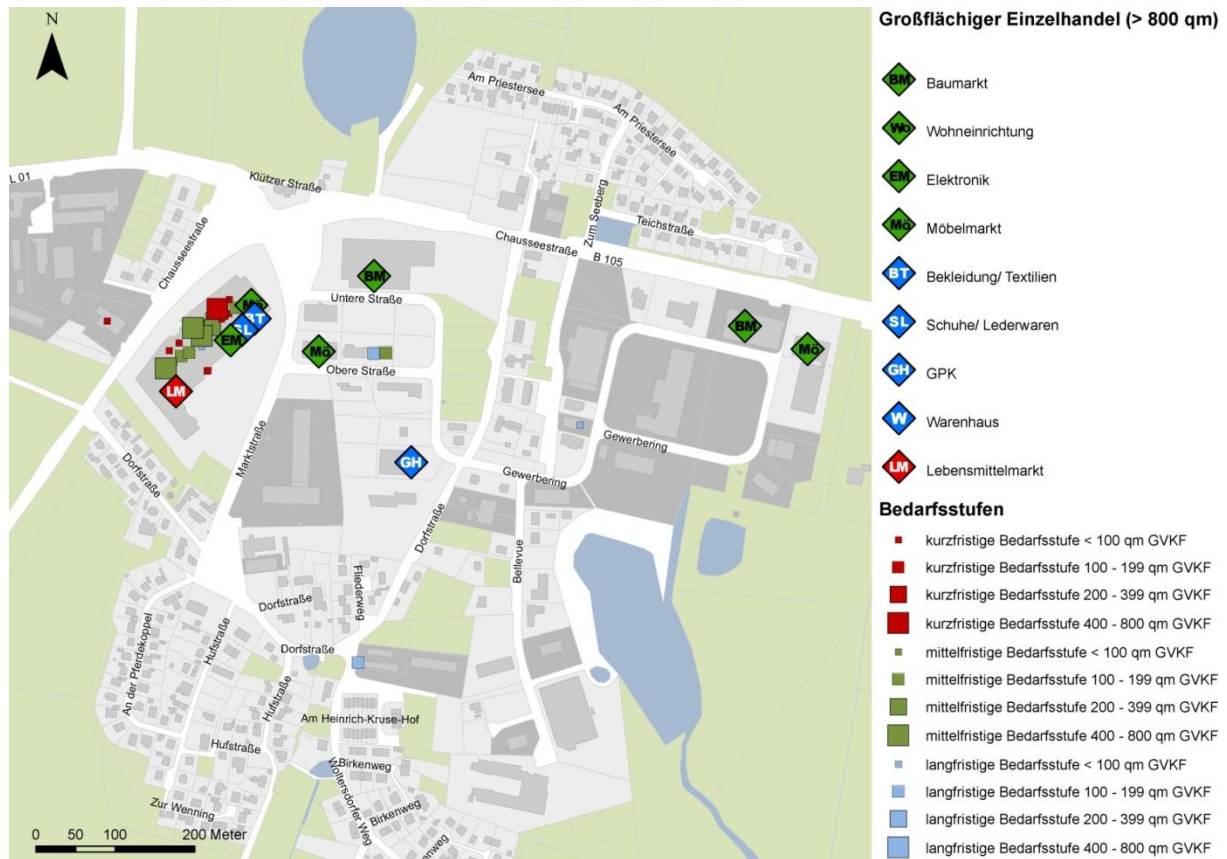 N
Am Priestersee
Am Priestersee
L 01
Klützer Straße
Zum Seeberg
Teichstraße
Chausseestraße
Chausseestraße
B 105
BM
Untere Straße
Mö
BT
SL
EM
BM
Mö
Mö
Obere Straße
LM
Marktstraße
Gewerbering
Dorfstraße
GH
Gewerbering
Dorfstraße
Bellevue
Fliederweg
Dorfstraße
An der Pferdekoppel
Hufstraße
Dorfstraße
Hufstraße
Am Heinrich-Kruse-Hof
Hufstraße
Birkenweg
Woltersdorfer Weg
Birkenweg
Zur Wenning
Birkenweg
0 50 100 200 Meter
Großflächiger Einzelhandel (> 800 qm)
BM Baumarkt
Wo Wohneinrichtung
EM Elektronik
Mö Möbelmarkt
BT Bekleidung/ Textilien
SL Schuhe/ Lederwaren
GH GPK
W Warenhaus
LM Lebensmittelmarkt
Bedarfsstufen
kurzfristige Bedarfsstufe < 100 qm GVKF
kurzfristige Bedarfsstufe 100 - 199 qm GVKF
kurzfristige Bedarfsstufe 200 - 399 qm GVKF
kurzfristige Bedarfsstufe 400 - 800 qm GVKF
mittelfristige Bedarfsstufe < 100 qm GVKF
mittelfristige Bedarfsstufe 100 - 199 qm GVKF
mittelfristige Bedarfsstufe 200 - 399 qm GVKF
mittelfristige Bedarfsstufe 400 - 800 qm GVKF
langfristige Bedarfsstufe < 100 qm GVKF
langfristige Bedarfsstufe 100 - 199 qm GVKF
langfristige Bedarfsstufe 200 - 399 qm GVKF
langfristige Bedarfsstufe 400 - 800 qm GVKF